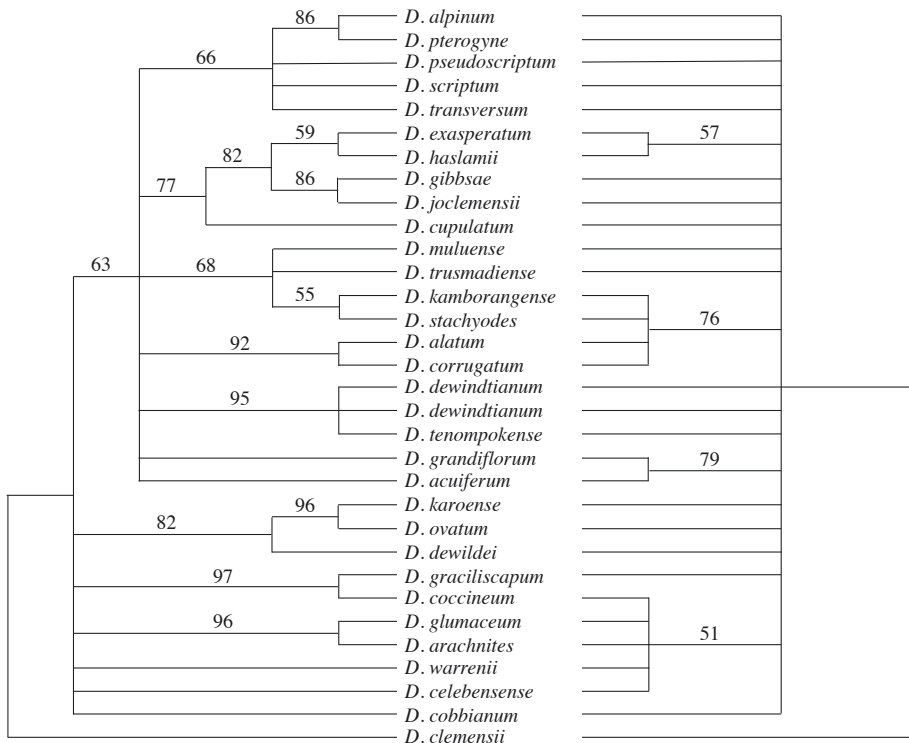 86
D. alpinum
D. pterogyne
66
D. pseudoscriptum
D. scriptum
D. transversum
59
D. exasperatum
57
82
D. haslamii
77
86
D. gibbsae
D. joclemensii
D. cupulatum
63
68
D. muluense
D. trusmadiense
55
D. kamborangense
D. stachyodes
76
92
D. alatum
D. corrugatum
95
D. dewindtianum
D. dewindtianum
D. tenompokense
D. grandiflorum
79
D. acuiferum
96
D. karoense
82
D. ovatum
D. dewildei
97
D. graciliscapum
D. coccineum
96
D. glumaceum
51
D. arachnites
D. warrenii
D. celebensense
D. cobbianum
D. clemensii